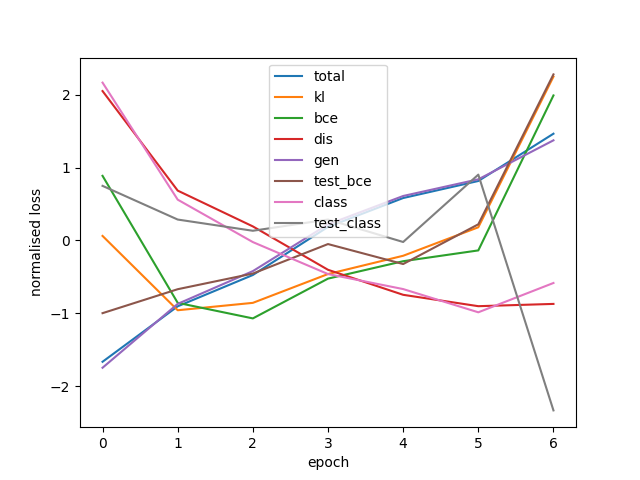 total
kl
bce
dis
gen
test_bce
class
test_class
2
1
0
−1
−2
normalised loss
0 1 2 3 4 5 6
epoch